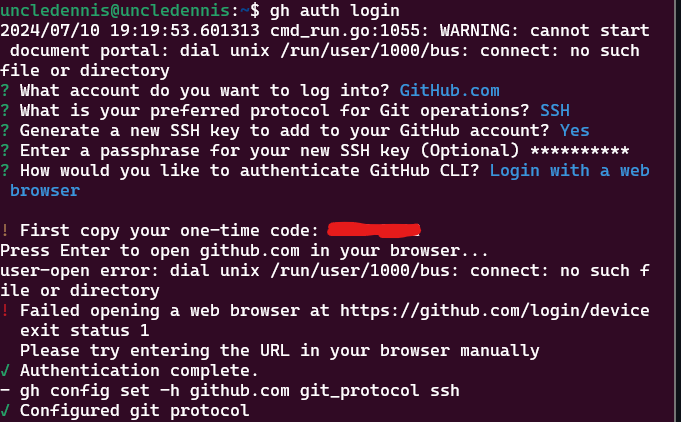 uncledennis@uncledennis:~$ gh auth login
2024/07/10 19:19:53.601313 cmd_run.go:1055: WARNING: cannot start
 document portal: dial unix /run/user/1000/bus: connect: no such
file or directory
? What account do you want to log into? GitHub.com
? What is your preferred protocol for Git operations? SSH
? Generate a new SSH key to add to your GitHub account? Yes
? Enter a passphrase for your new SSH key (Optional) **********
? How would you like to authenticate GitHub CLI? Login with a web
 browser

! First copy your one-time code:
Press Enter to open github.com in your browser...
user-open error: dial unix /run/user/1000/bus: connect: no such f
ile or directory
! Failed opening a web browser at https://github.com/login/device
  exit status 1
  Please try entering the URL in your browser manually
✓ Authentication complete.
- gh config set -h github.com git_protocol ssh
✓ Configured git protocol